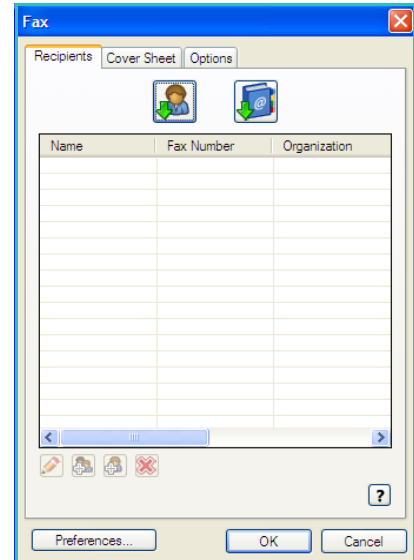 Fax
Recipients Cover Sheet Options
@
Name Fax Number Organization
?
Preferences... OK Cancel